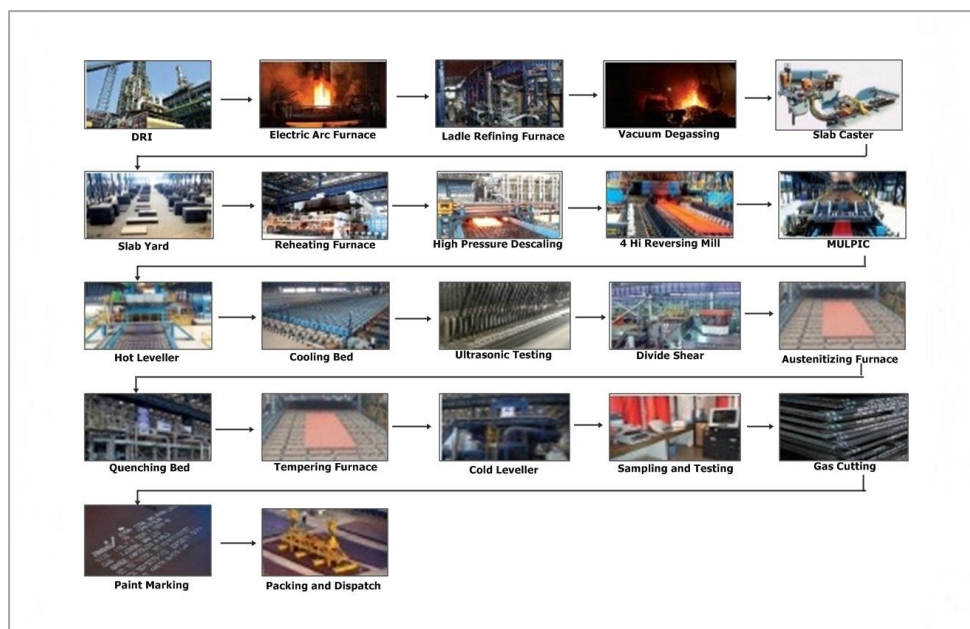 DRI
Electric Arc Furnace
Ladle Refining Furnace
Vacuum Degassing
Slab Caster
Slab Yard
Reheating Furnace
High Pressure Descaling
4 Hi Reversing Mill
MULPIC
Hot Leveller
Cooling Bed
Ultrasonic Testing
Divide Shear
Austenitizing Furnace
Quenching Bed
Tempering Furnace
Cold Leveller
Sampling and Testing
Gas Cutting
Paint Marking
Packing and Dispatch